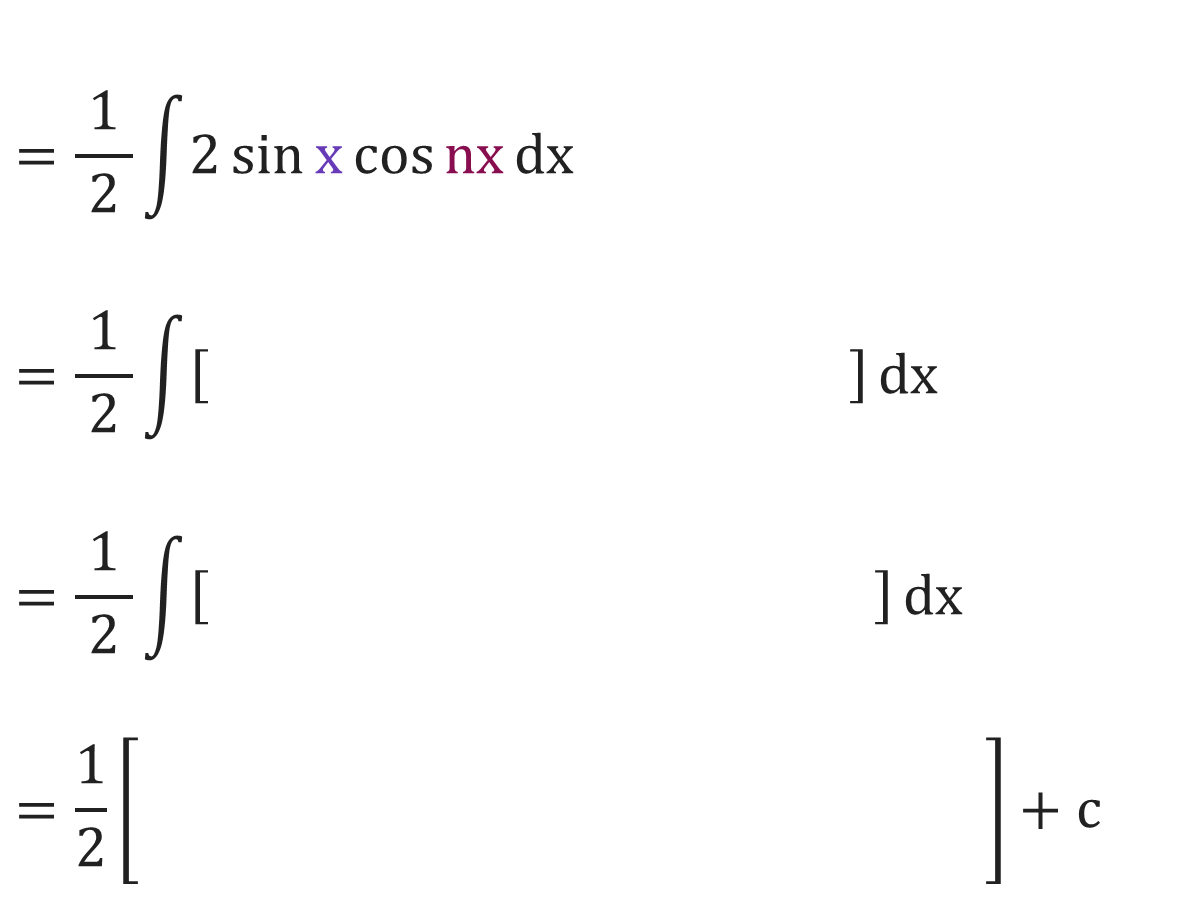 = 1/2 ∫ 2 sin x cos nx dx
= 1/2 ∫ [ ] dx
= 1/2 ∫ [ ] dx
= 1/2 [ ] + c